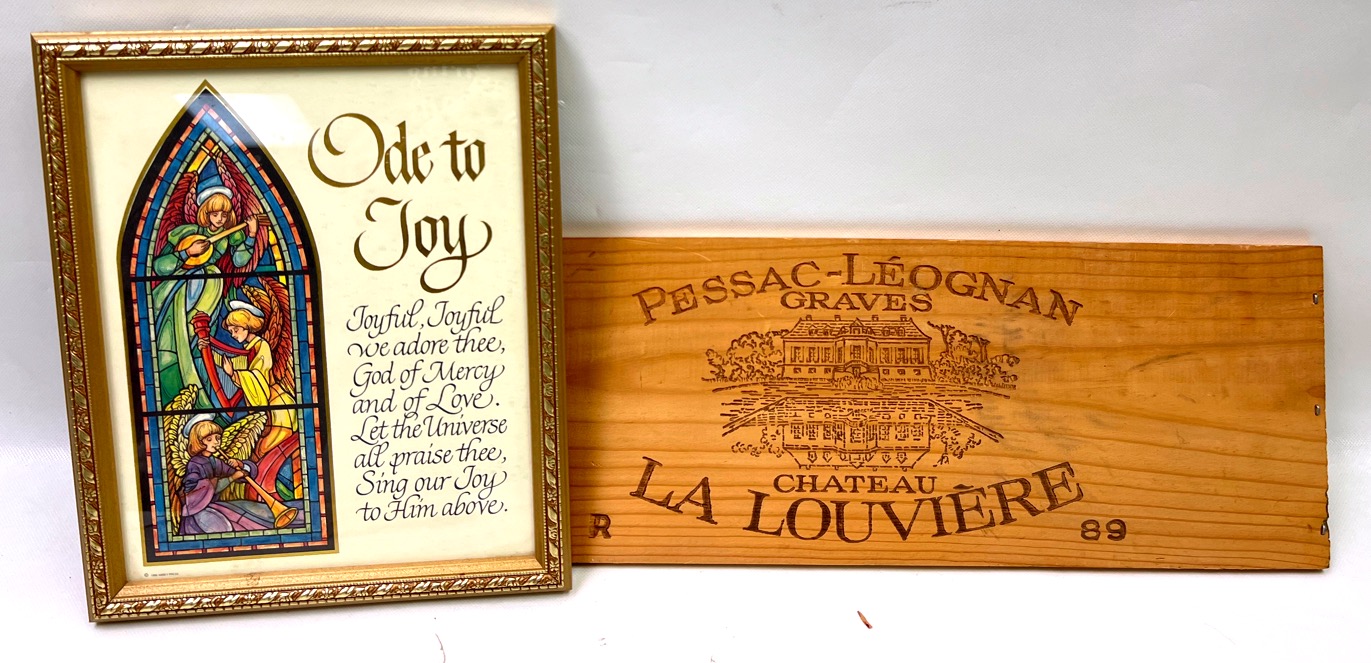 Ode to
Joy
Joyful, Joyful
we adore thee,
God of Mercy
and of Love.
Let the Universe
all praise thee,
Sing our Joy
to Him above.
PESSAC-LÉOGNAN
GRAVES
CHATEAU
LA LOUVIÈRE
R
89